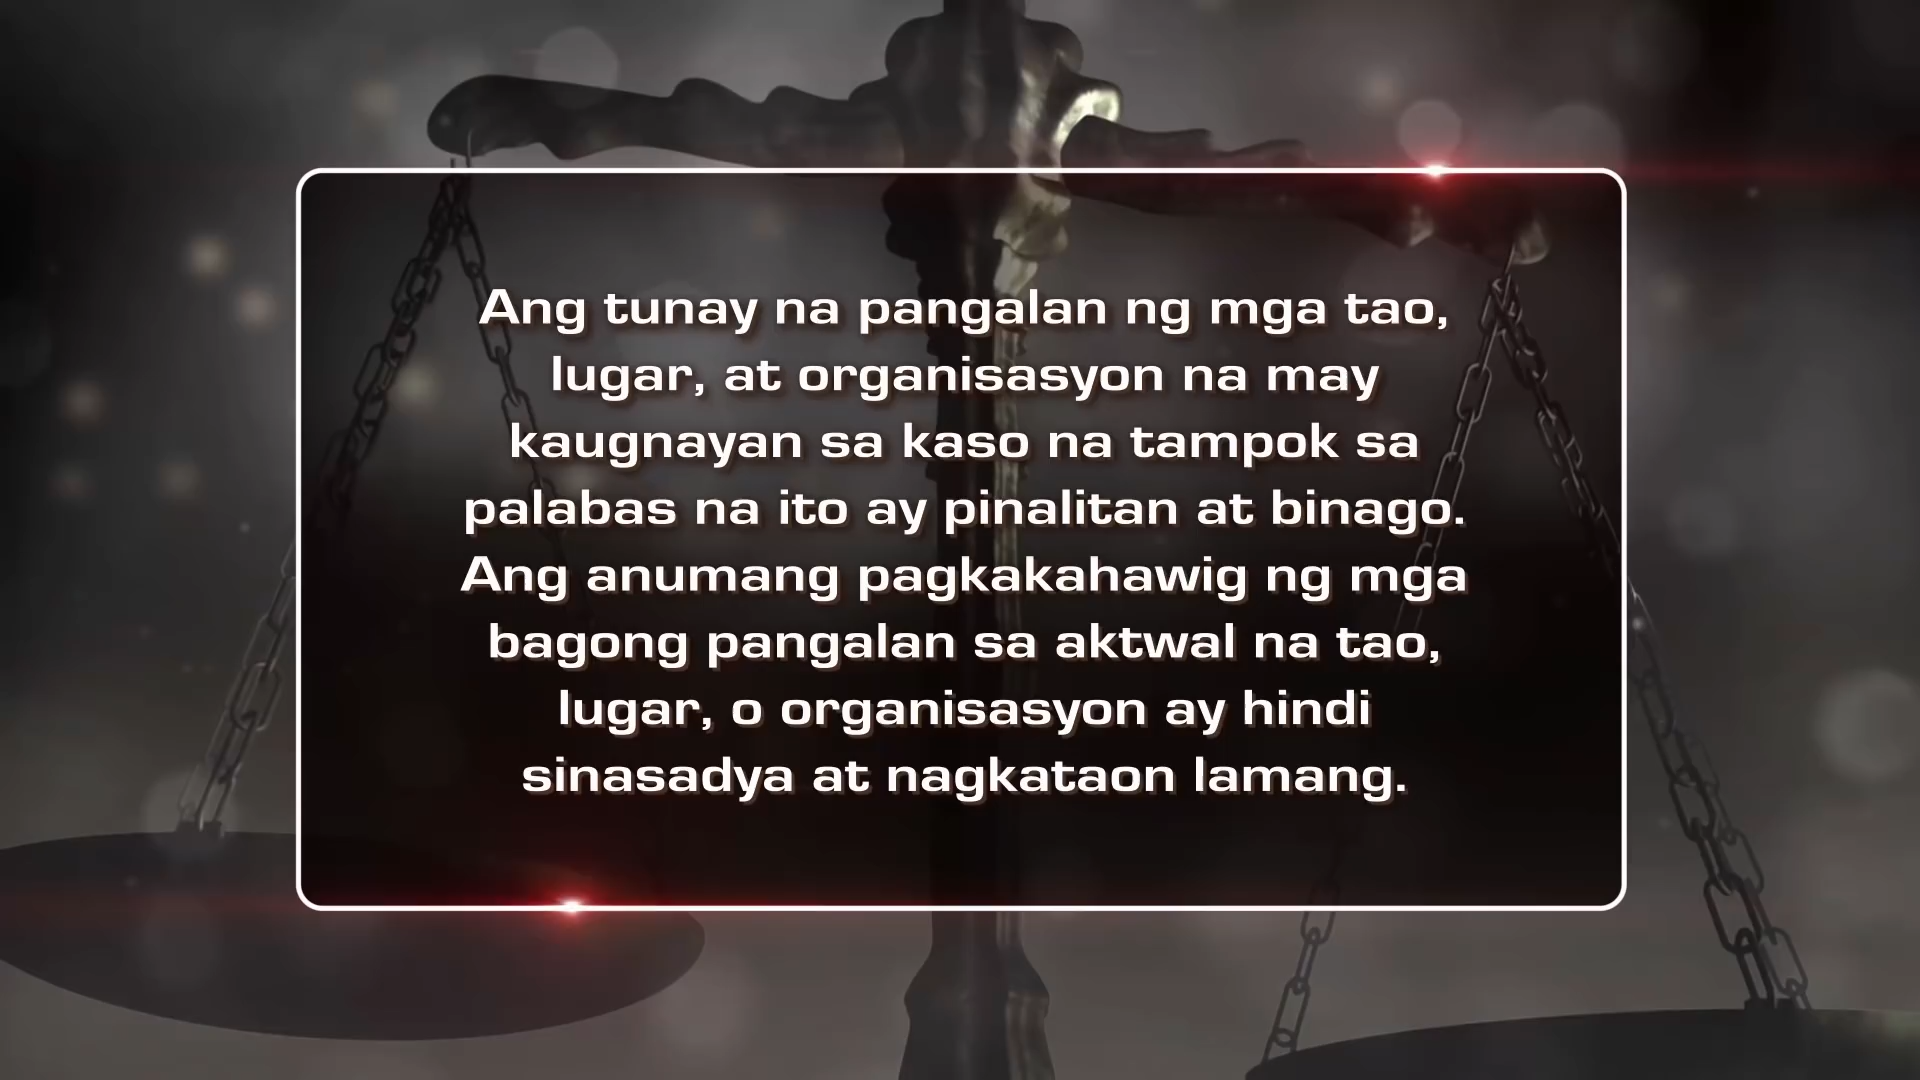 Ang tunay na pangalan ng mga tao,
lugar, at organisasyon na may
kaugnayan sa kaso na tampok sa
palabas na ito ay pinalitan at binago.
Ang anumang pagkakahawig ng mga
bagong pangalan sa aktwal na tao,
lugar, o organisasyon ay hindi
sinasadya at nagkataon lamang.